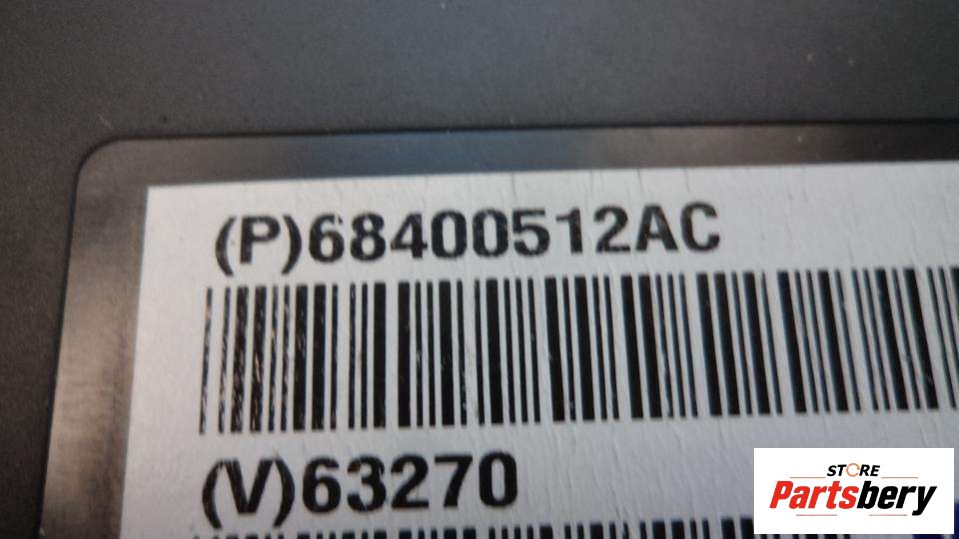 (P)68400512AC
(V)63270
STORE
Partsbery